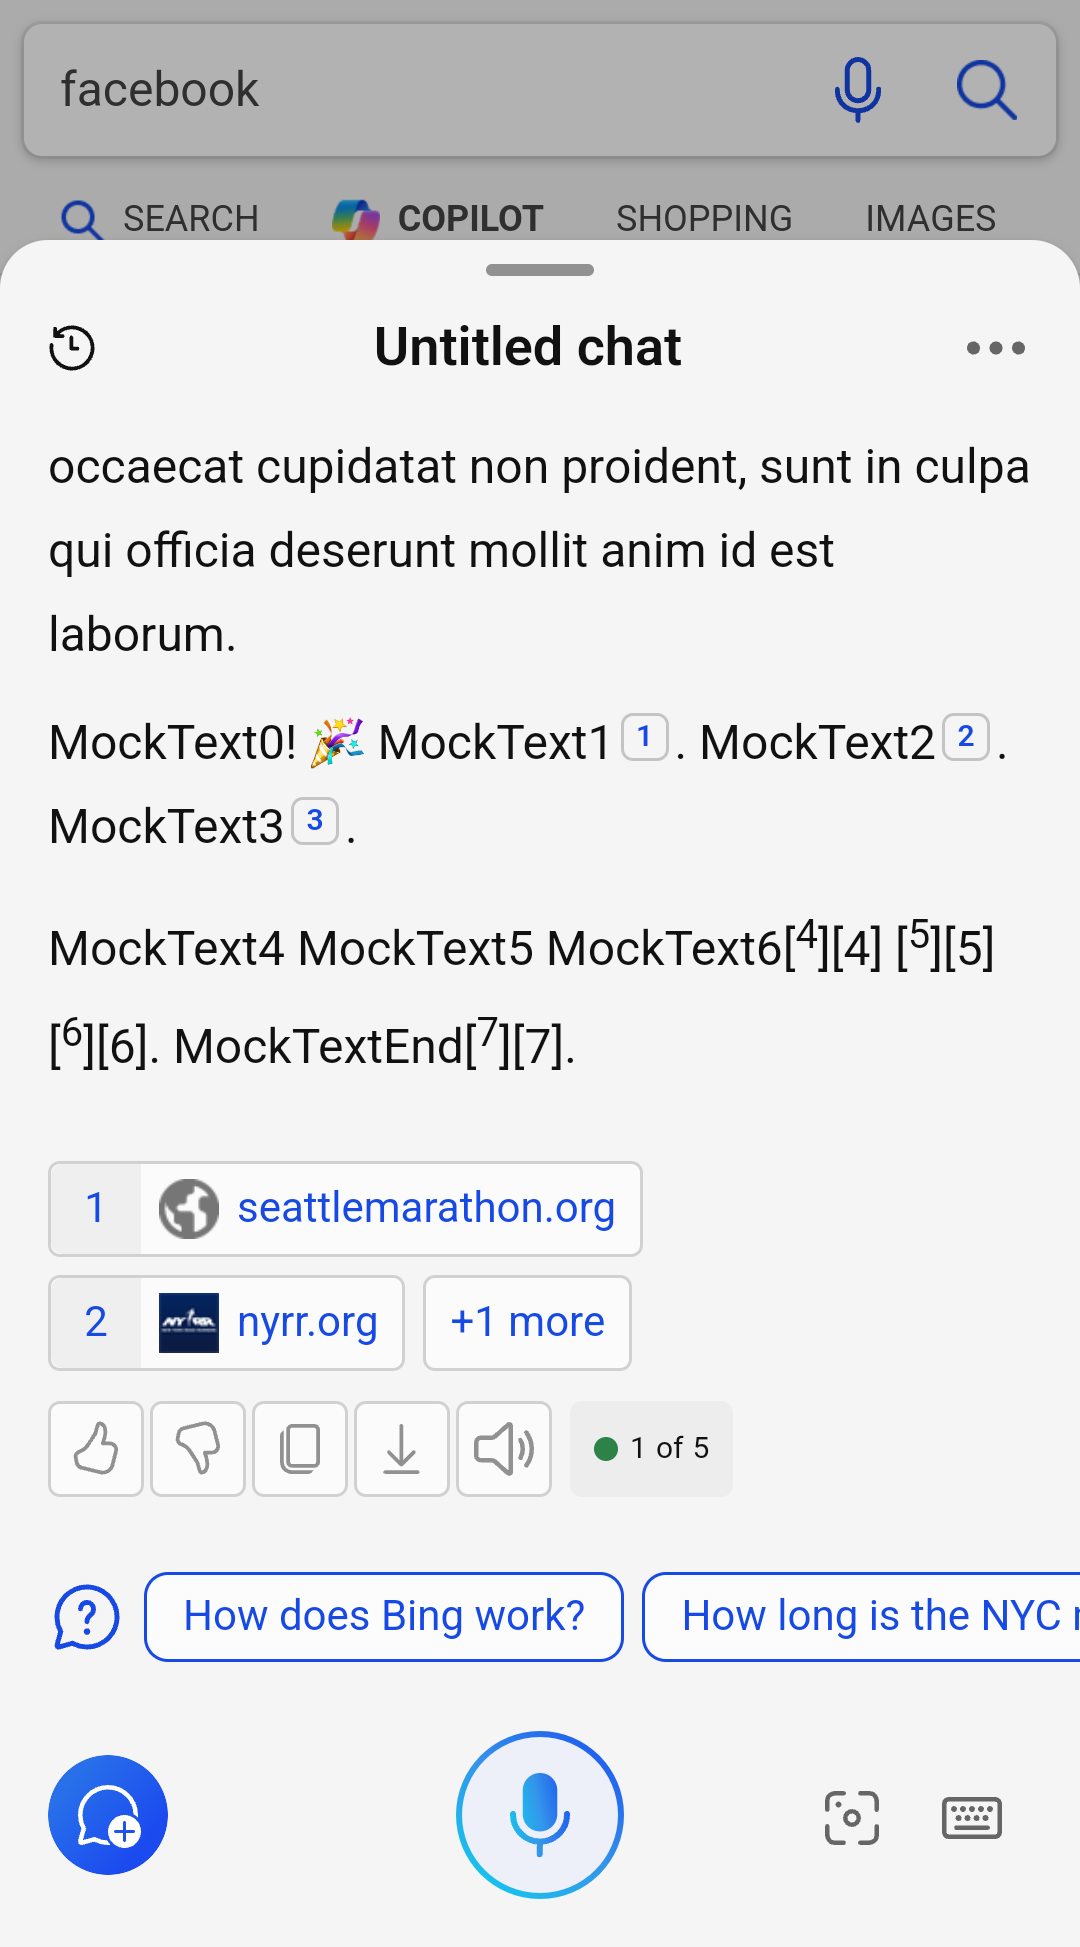 facebook
SEARCH COPILOT SHOPPING IMAGES
Untitled chat
occaecat cupidatat non proident, sunt in culpa
qui officia deserunt mollit anim id est
laborum.
MockText0! 🎉 MockText1 1 . MockText2 2 .
MockText3 3 .
MockText4 MockText5 MockText6[4][4] [5][5]
[6][6]. MockTextEnd[7][7].
1 seattlemarathon.org
2 nyrr.org +1 more
1 of 5
How does Bing work? How long is the NYC